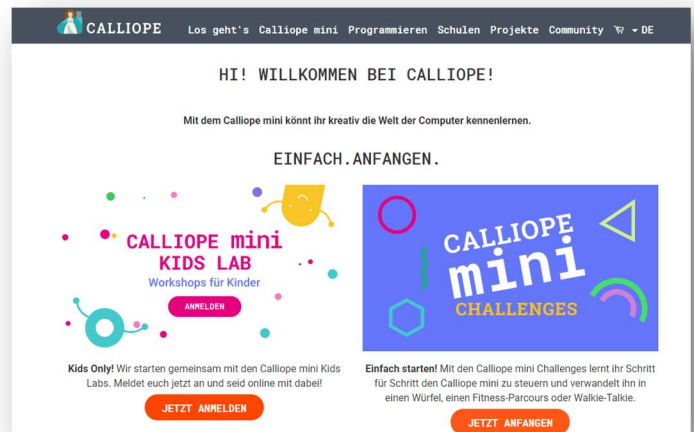 CALLIOPE Los geht's Calliope mini Programmieren Schulen Projekte Community DE
HI! WILLKOMMEN BEI CALLIOPE!
Mit dem Calliope mini könnt ihr kreativ die Welt der Computer kennenlernen.
EINFACH.ANFANGEN.
CALLIOPE mini
KIDS LAB
Workshops für Kinder
ANMELDEN
Kids Only! Wir starten gemeinsam mit den Calliope mini Kids
Labs. Meldet euch jetzt an und seid online mit dabei!
JETZT ANMELDEN
CALLIOPE
mini
CHALLENGES
Einfach starten! Mit den Calliope mini Challenges lernt ihr Schritt
für Schritt den Calliope mini zu steuern und verwandelt ihn in
einen Würfel, einen Fitness-Parcours oder Walkie-Talkie.
JETZT ANFANGEN